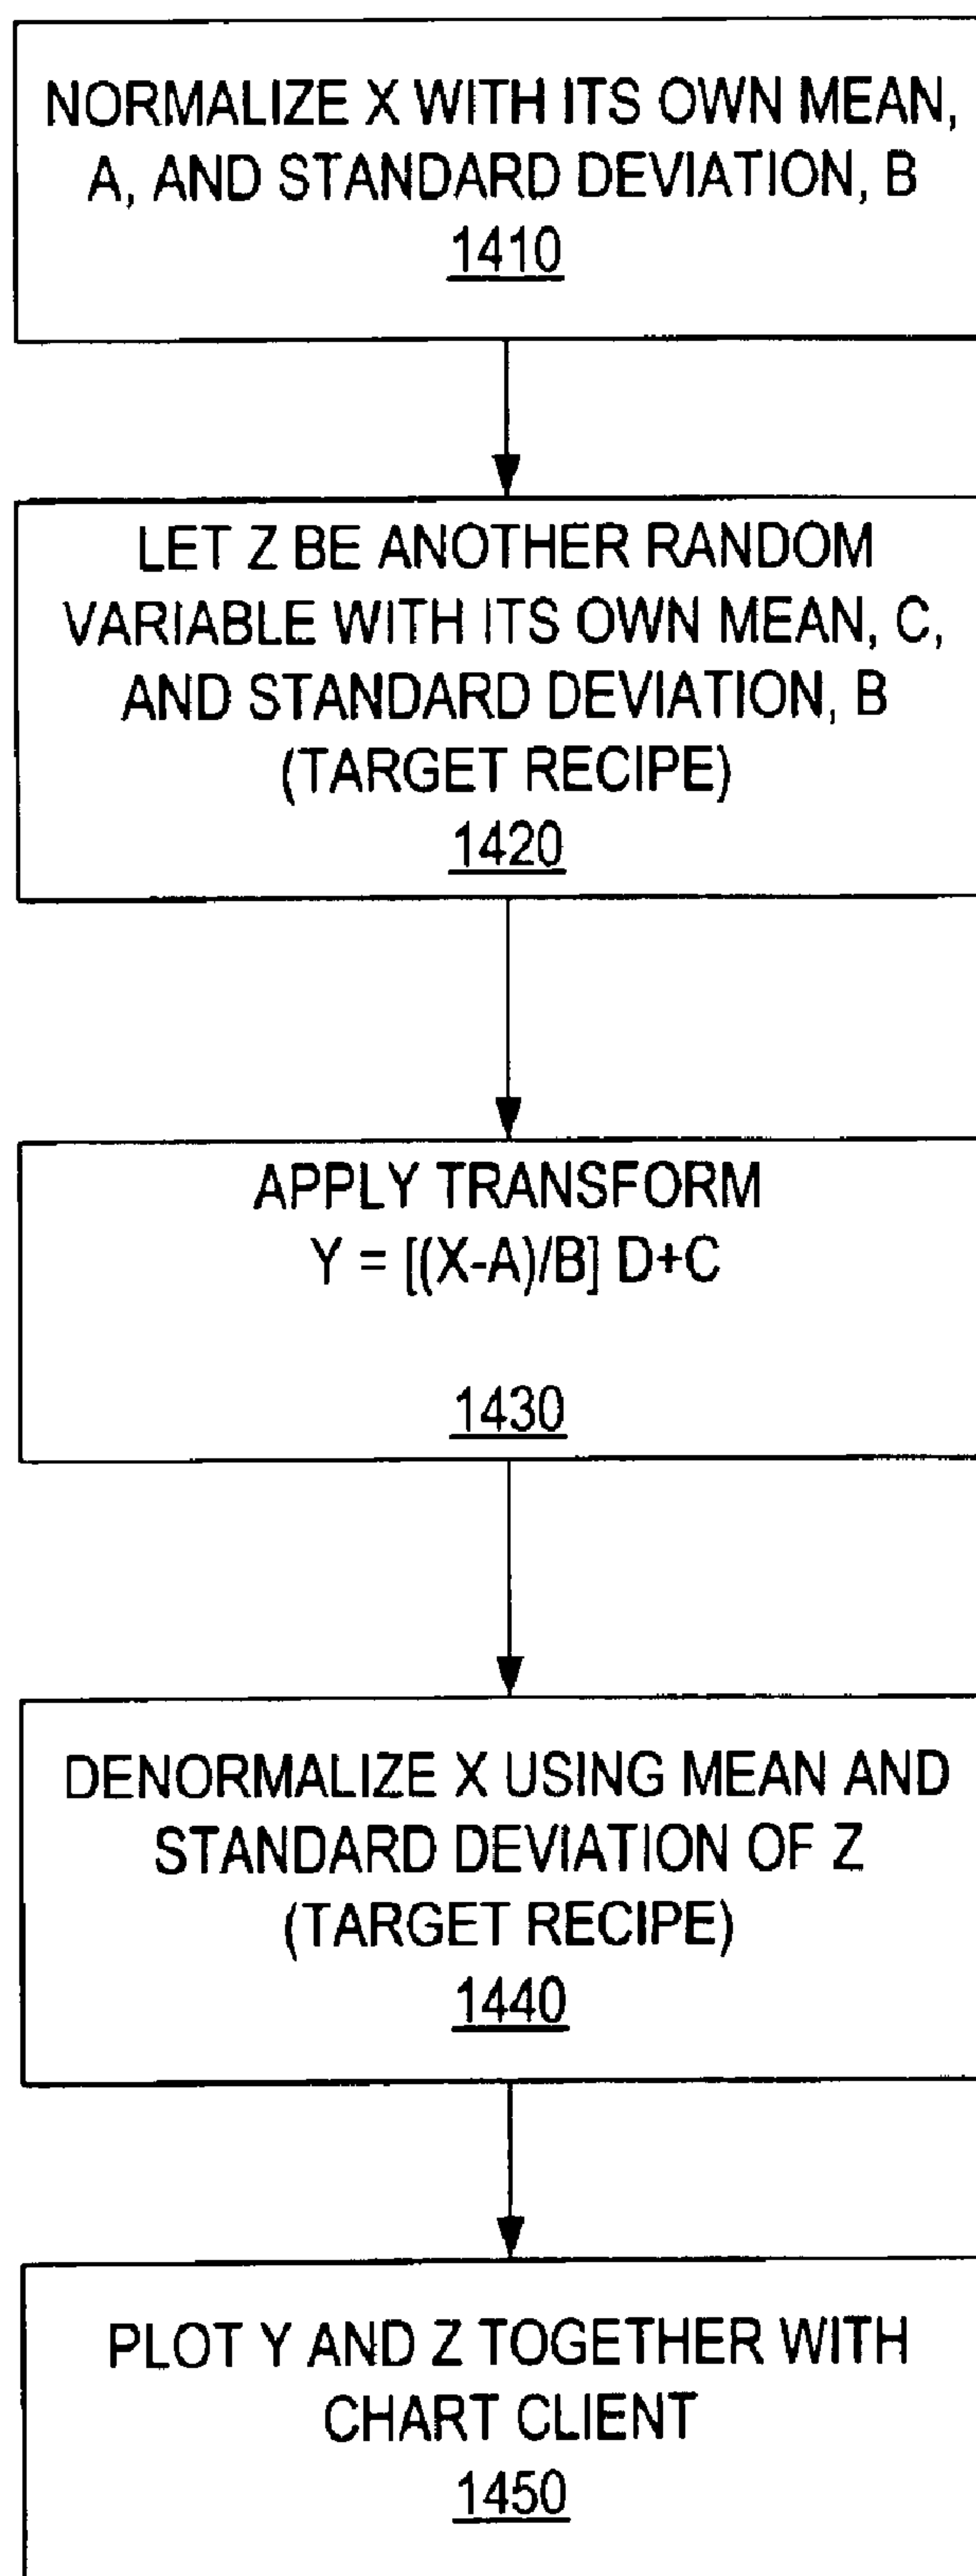 NORMALIZE X WITH ITS OWN MEAN,
A, AND STANDARD DEVIATION, B
1410
LET Z BE ANOTHER RANDOM
VARIABLE WITH ITS OWN MEAN, C,
AND STANDARD DEVIATION, B
(TARGET RECIPE)
1420
APPLY TRANSFORM
Y = [(X-A)/B] D+C
1430
DENORMALIZE X USING MEAN AND
STANDARD DEVIATION OF Z
(TARGET RECIPE)
1440
PLOT Y AND Z TOGETHER WITH
CHART CLIENT
1450